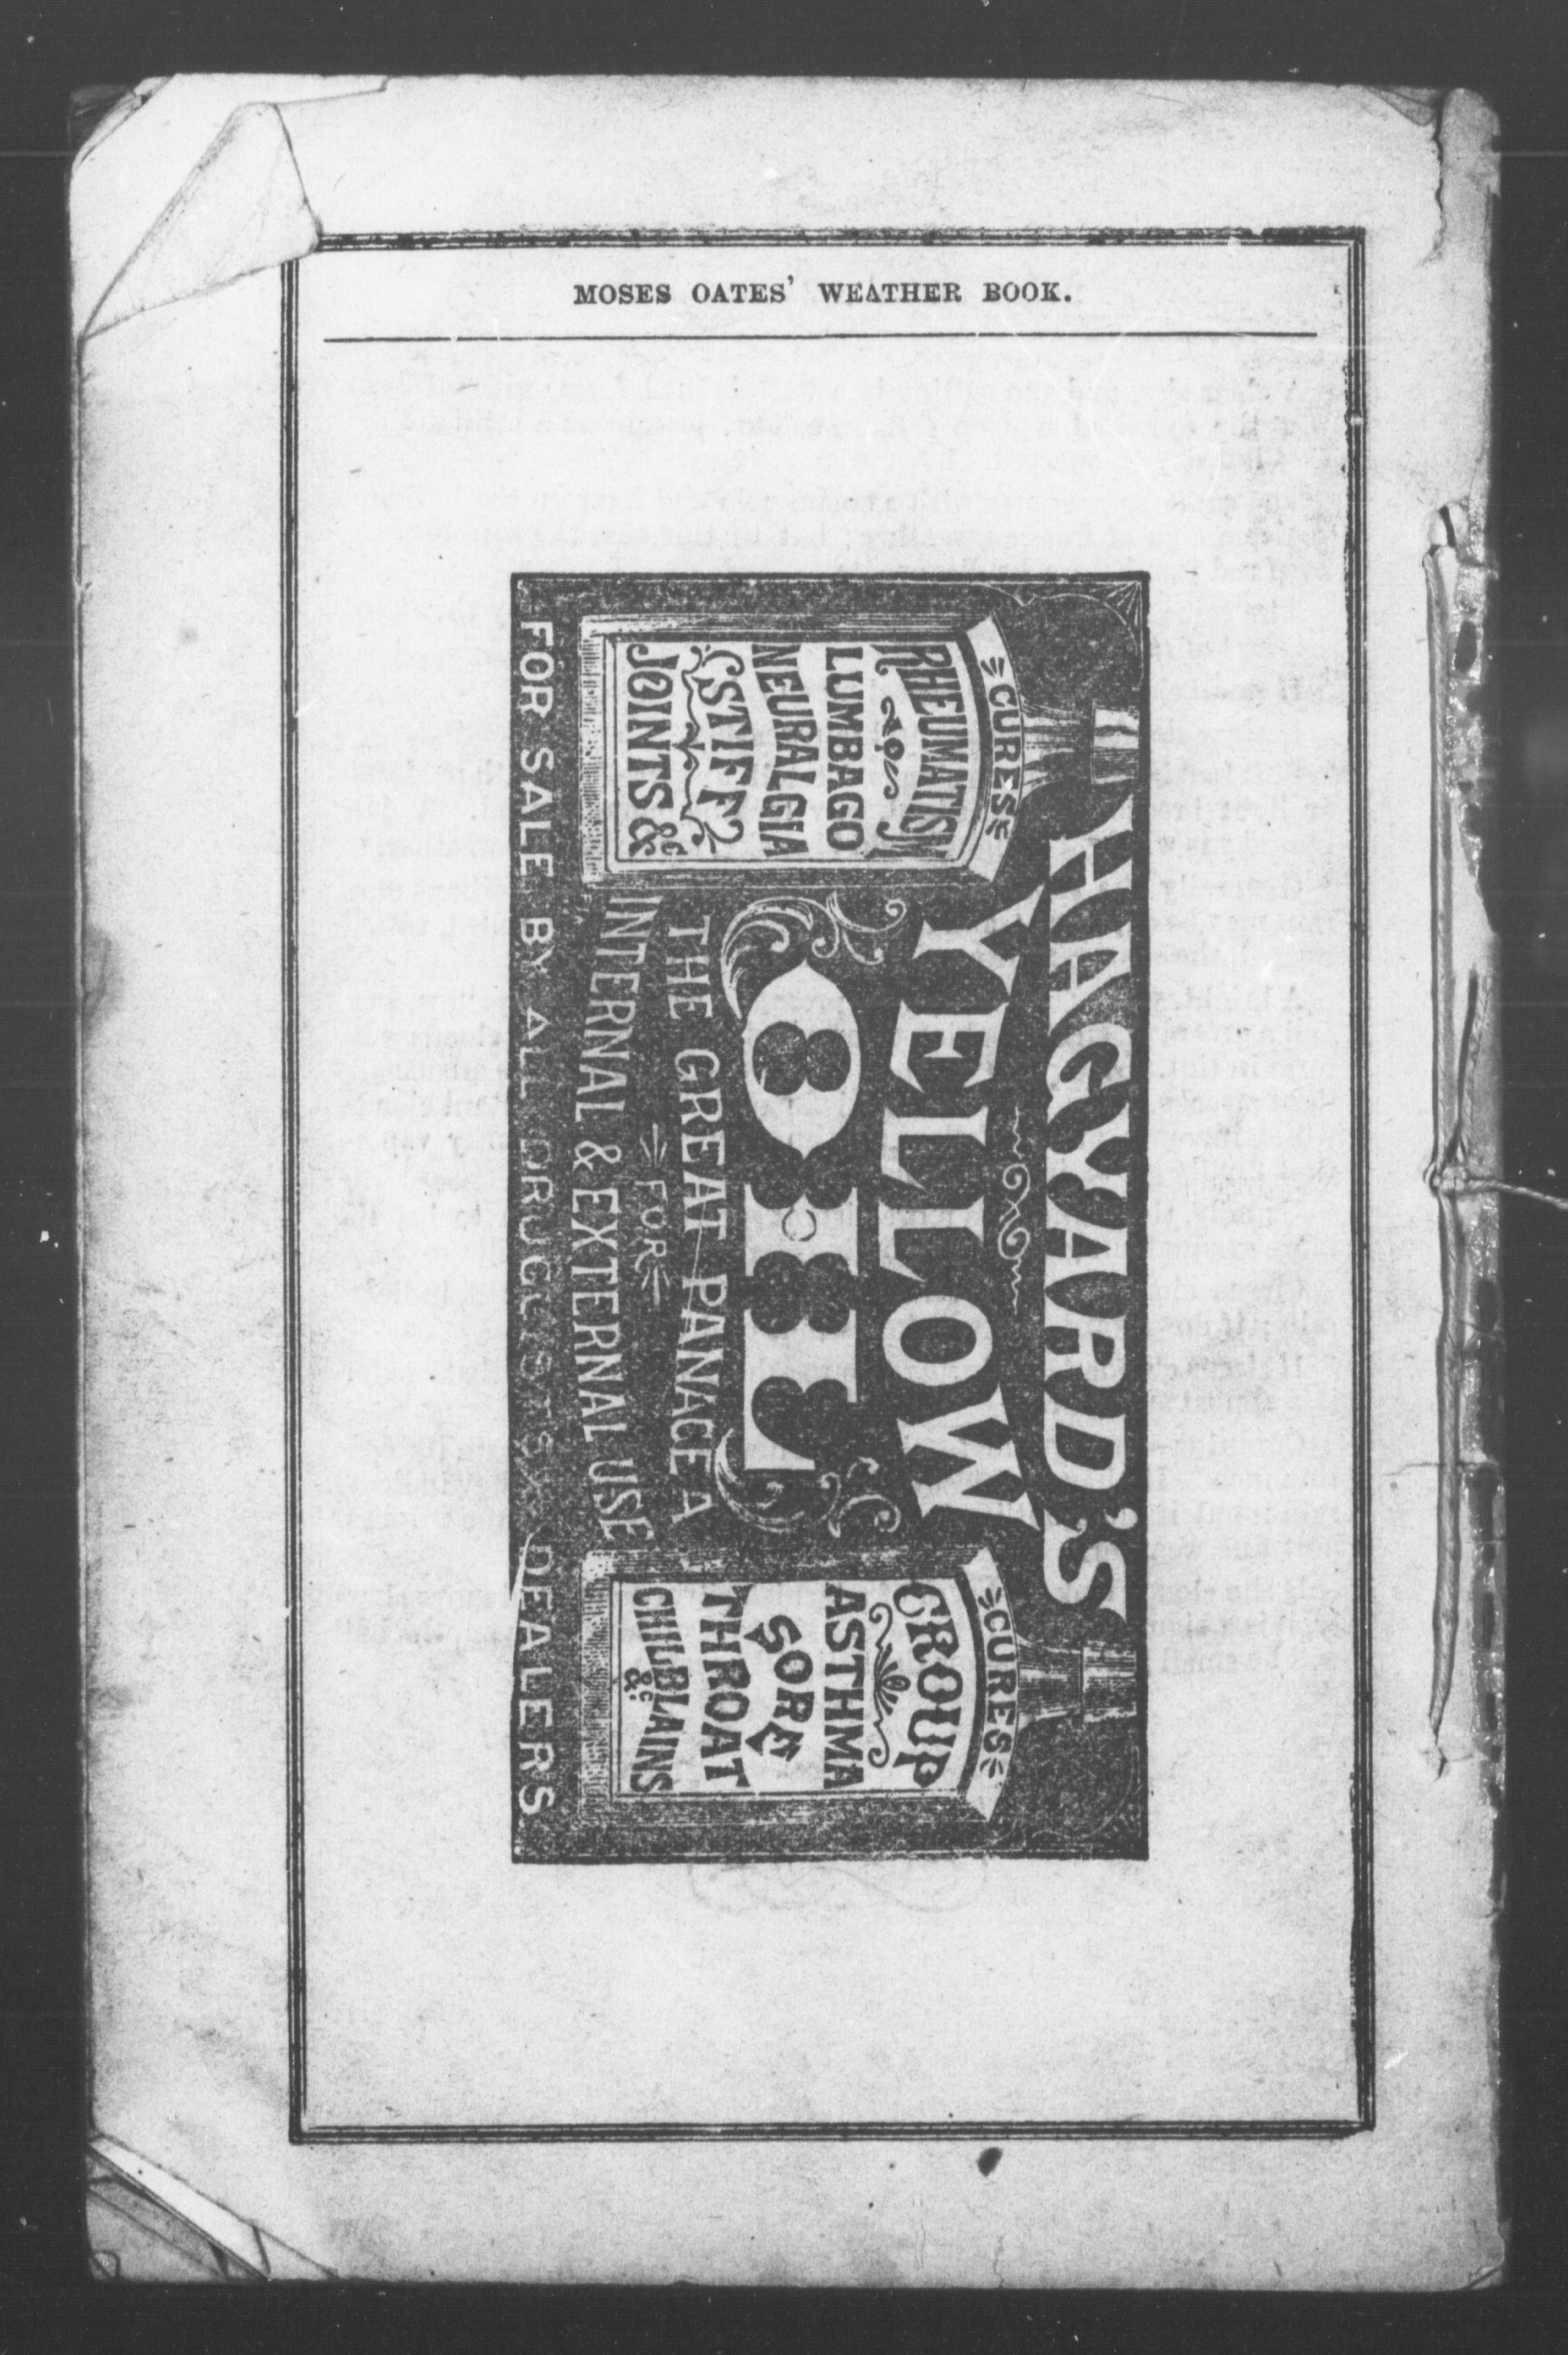 MOSES OATES' WEATHER BOOK.
HAGYARD'S
YELLOW
OIL
THE GREAT PANACEA
FOR
INTERNAL & EXTERNAL USE
CURES
RHEUMATISM
LUMBAGO
NEURALGIA
STIFF
JOINTS &c
CURES
CROUP
ASTHMA
SORE
THROAT
CHILBLAINS
&c
FOR SALE BY ALL DRUGGISTS & DEALERS